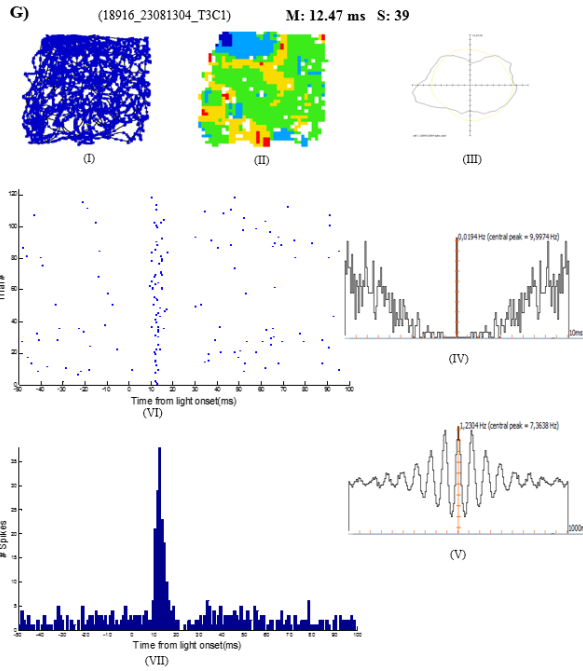 G)
(18916_23081304_T3C1) M: 12.47 ms S: 39
(I) (II) (III)
120
100
80
60
40
20
0
Trial #
-50 -40 -30 -20 -10 0 10 20 30 40 50 60 70 80 90 100
Time from light onset(ms)
(VI)
0,0194 Hz (central peak = 9,9974 Hz)
10ms
(IV)
35
30
25
20
15
10
5
0
# Spikes
-50 -40 -30 -20 -10 0 10 20 30 40 50 60 70 80 90 100
Time from light onset(ms)
(VII)
1,2304 Hz (central peak = 7,3638 Hz)
1000m
(V)